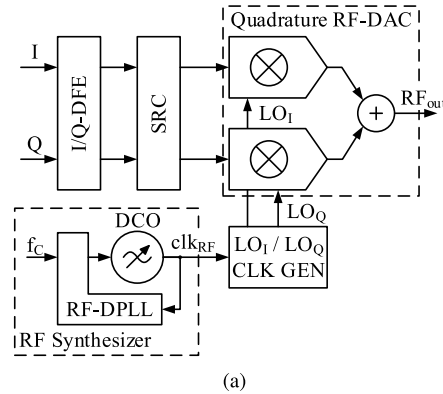 Quadrature RF-DAC
I
I/Q-DFE
SRC
LO_I
+
RF_out
Q
LO_Q
DCO
f_C
clk_RF
LO_I / LO_Q
CLK GEN
RF-DPLL
RF Synthesizer
(a)